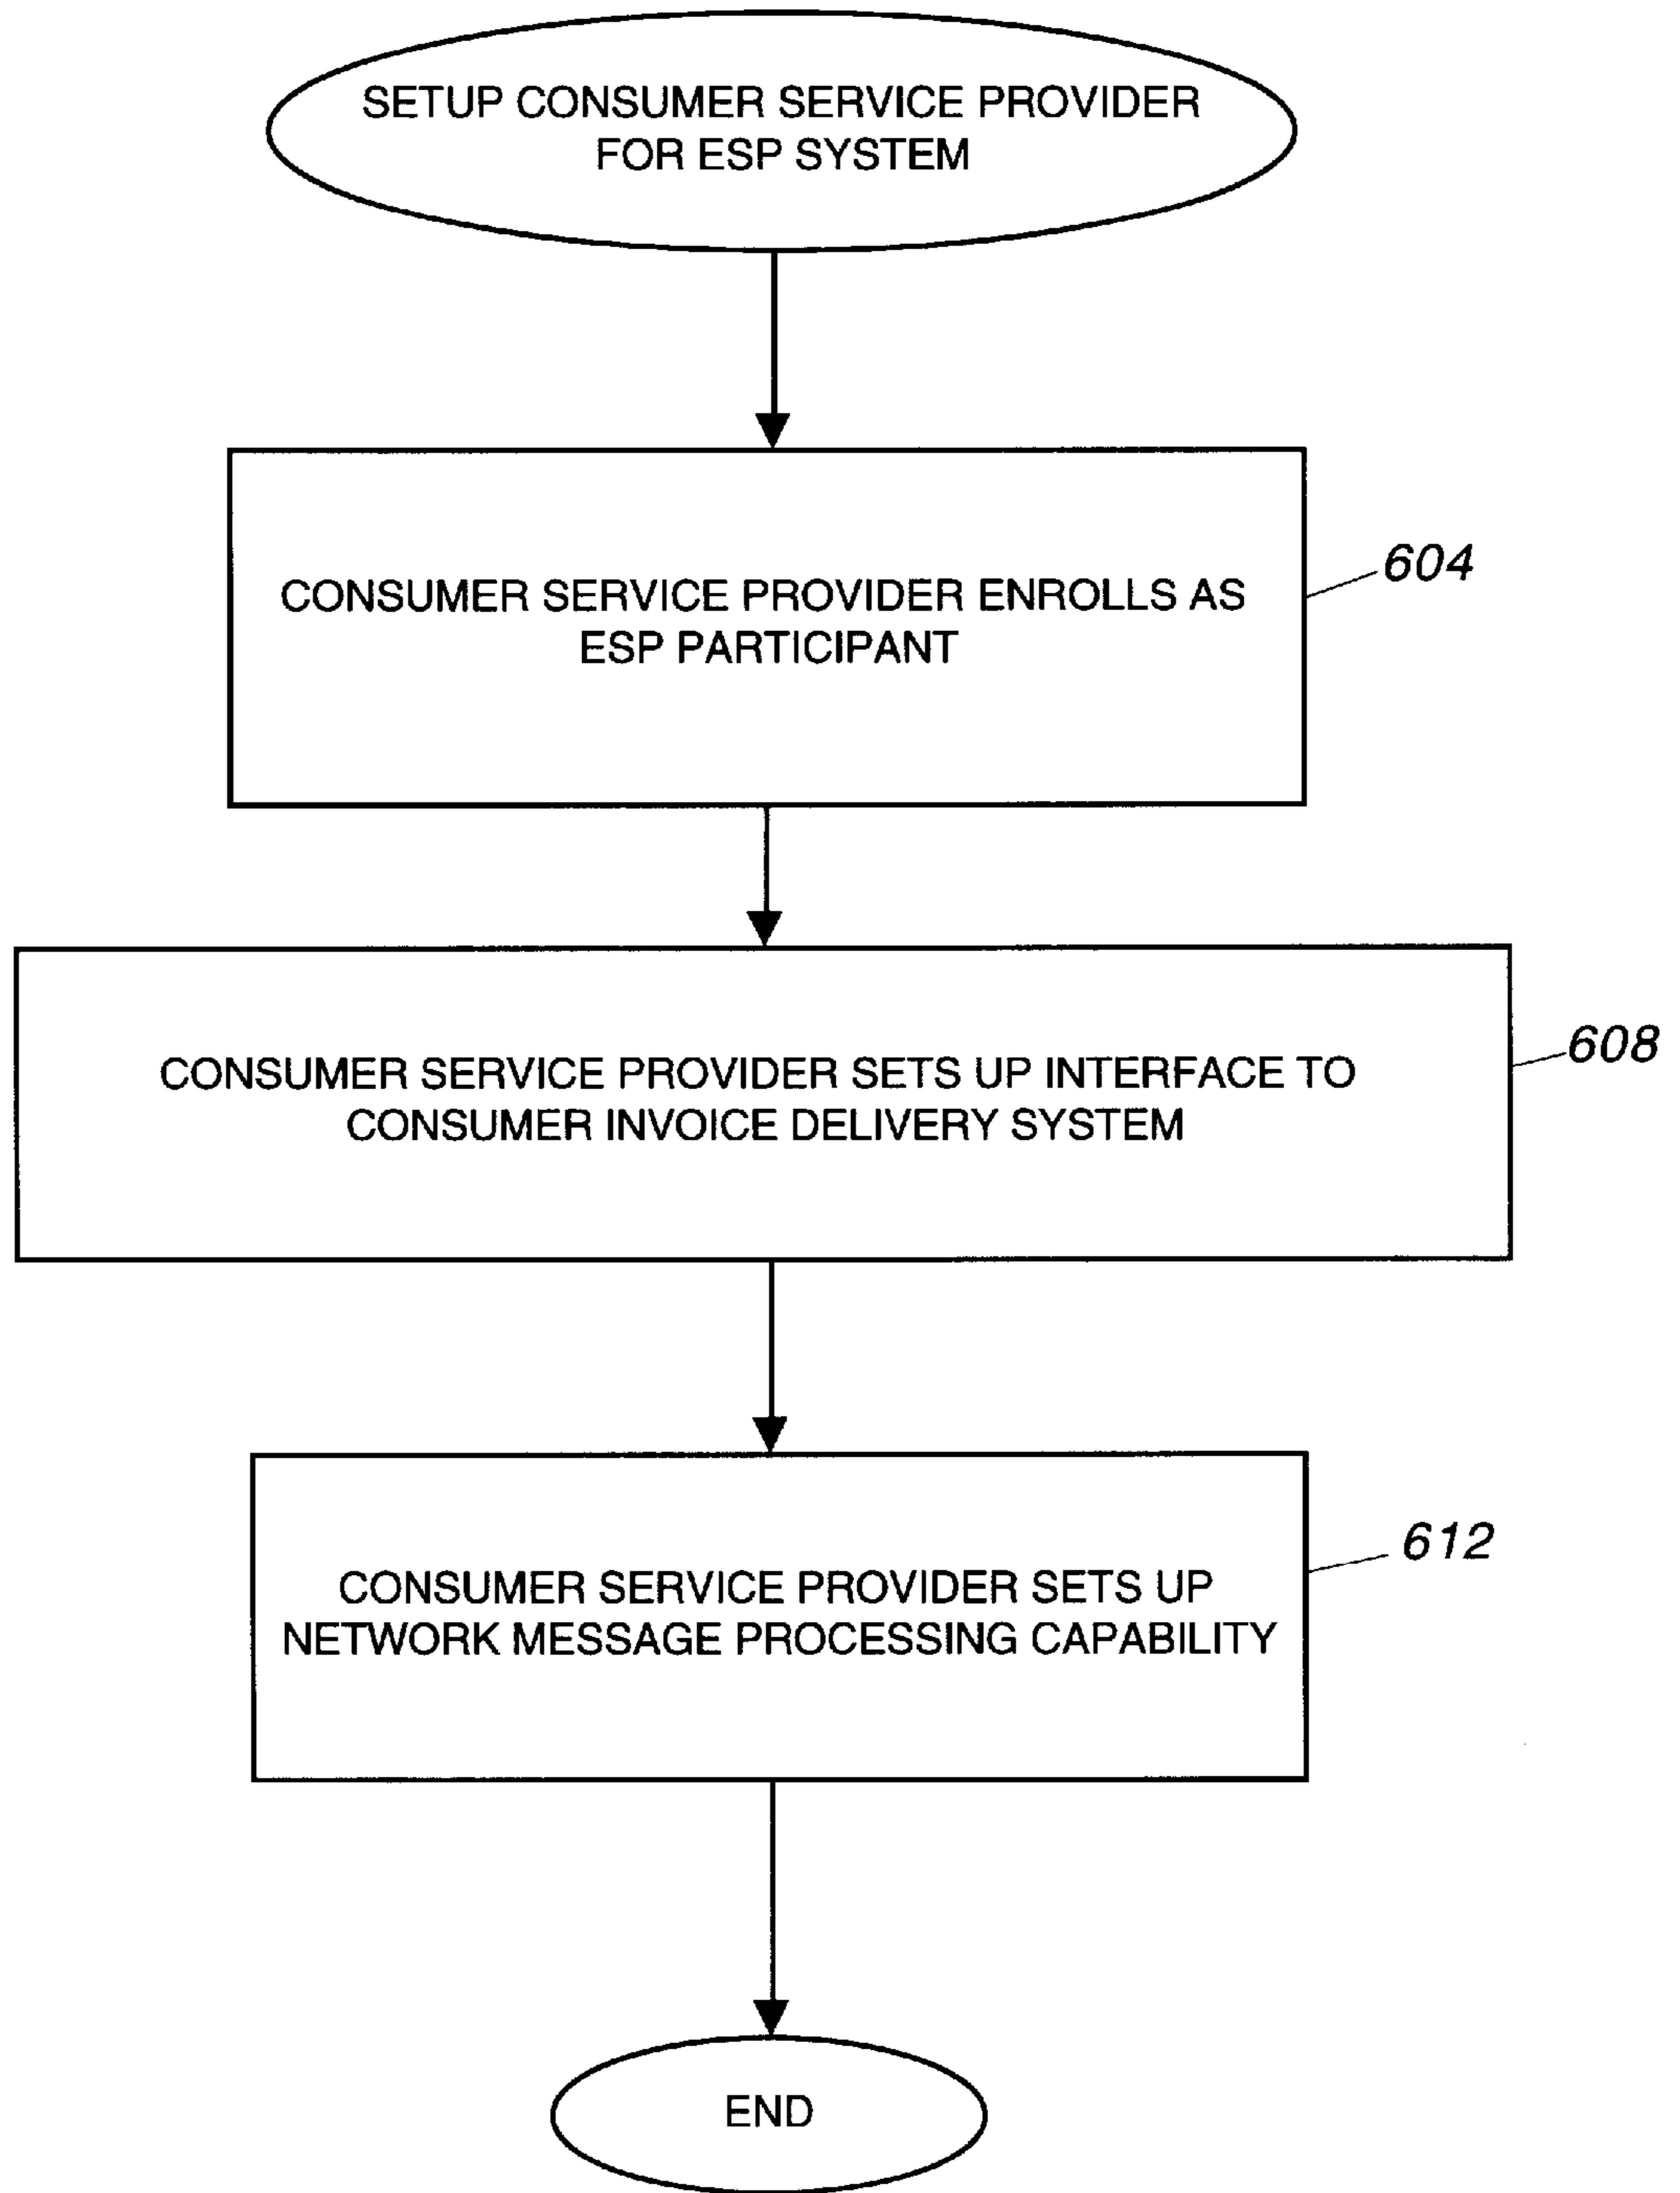 SETUP CONSUMER SERVICE PROVIDER
FOR ESP SYSTEM
CONSUMER SERVICE PROVIDER ENROLLS AS
ESP PARTICIPANT
604
CONSUMER SERVICE PROVIDER SETS UP INTERFACE TO
CONSUMER INVOICE DELIVERY SYSTEM
608
CONSUMER SERVICE PROVIDER SETS UP
NETWORK MESSAGE PROCESSING CAPABILITY
612
END